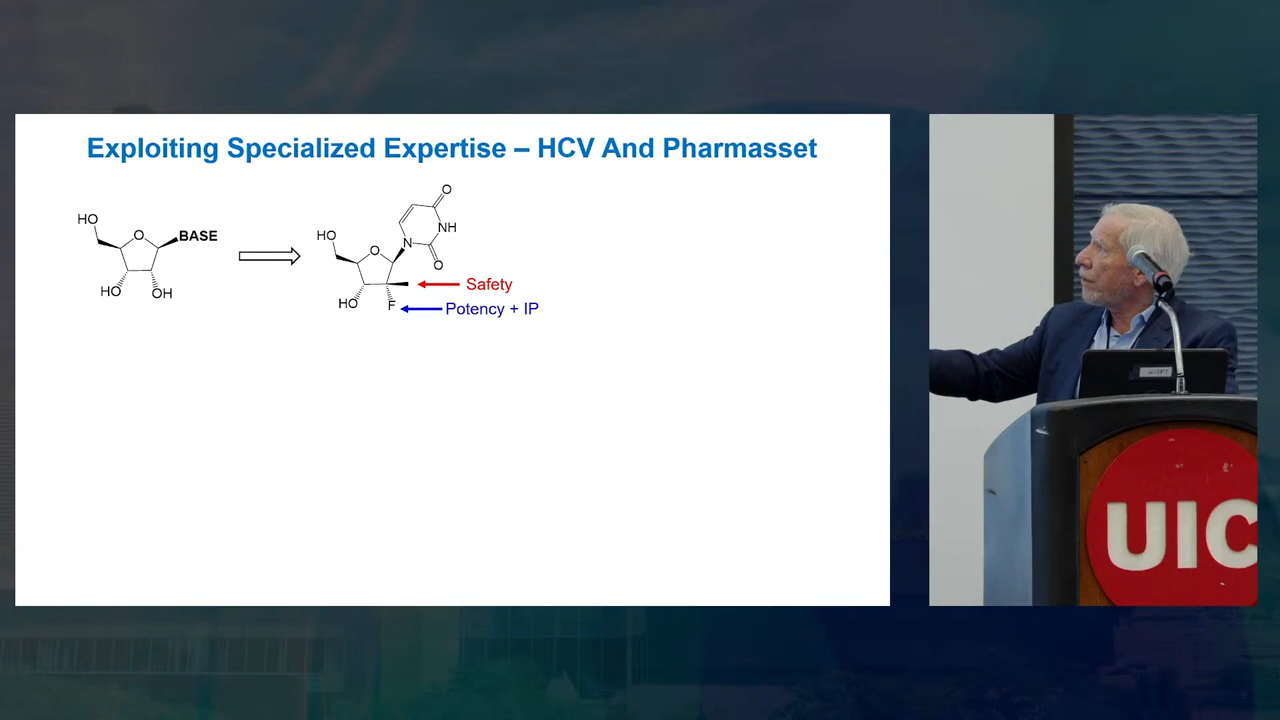 Exploiting Specialized Expertise – HCV And Pharmasset
HO
O
BASE
HO
OH
HO
O
N
O
NH
O
HO
F
Safety
Potency + IP
UIC